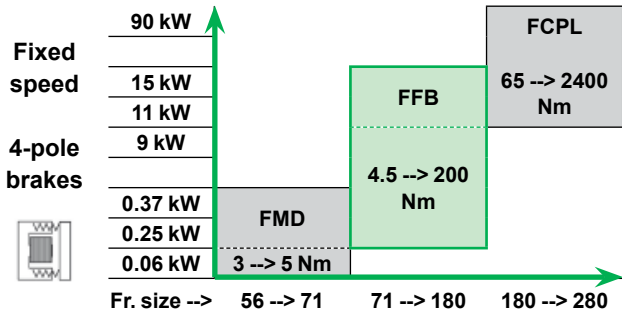 90 kW
FCPL
Fixed
speed
15 kW
FFB
65 --> 2400
Nm
11 kW
9 kW
4-pole
brakes
4.5 --> 200
Nm
0.37 kW
FMD
0.25 kW
0.06 kW
3 --> 5 Nm
Fr. size -->
56 --> 71
71 --> 180
180 --> 280